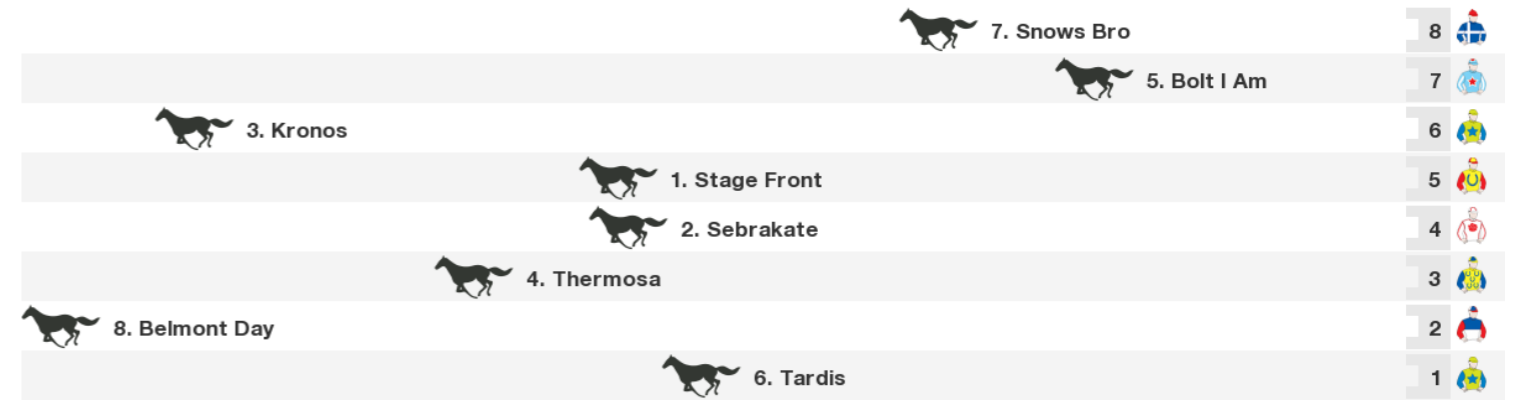 7. Snows Bro 8
5. Bolt I Am 7
3. Kronos 6
1. Stage Front 5
2. Sebrakate 4
4. Thermosa 3
8. Belmont Day 2
6. Tardis 1